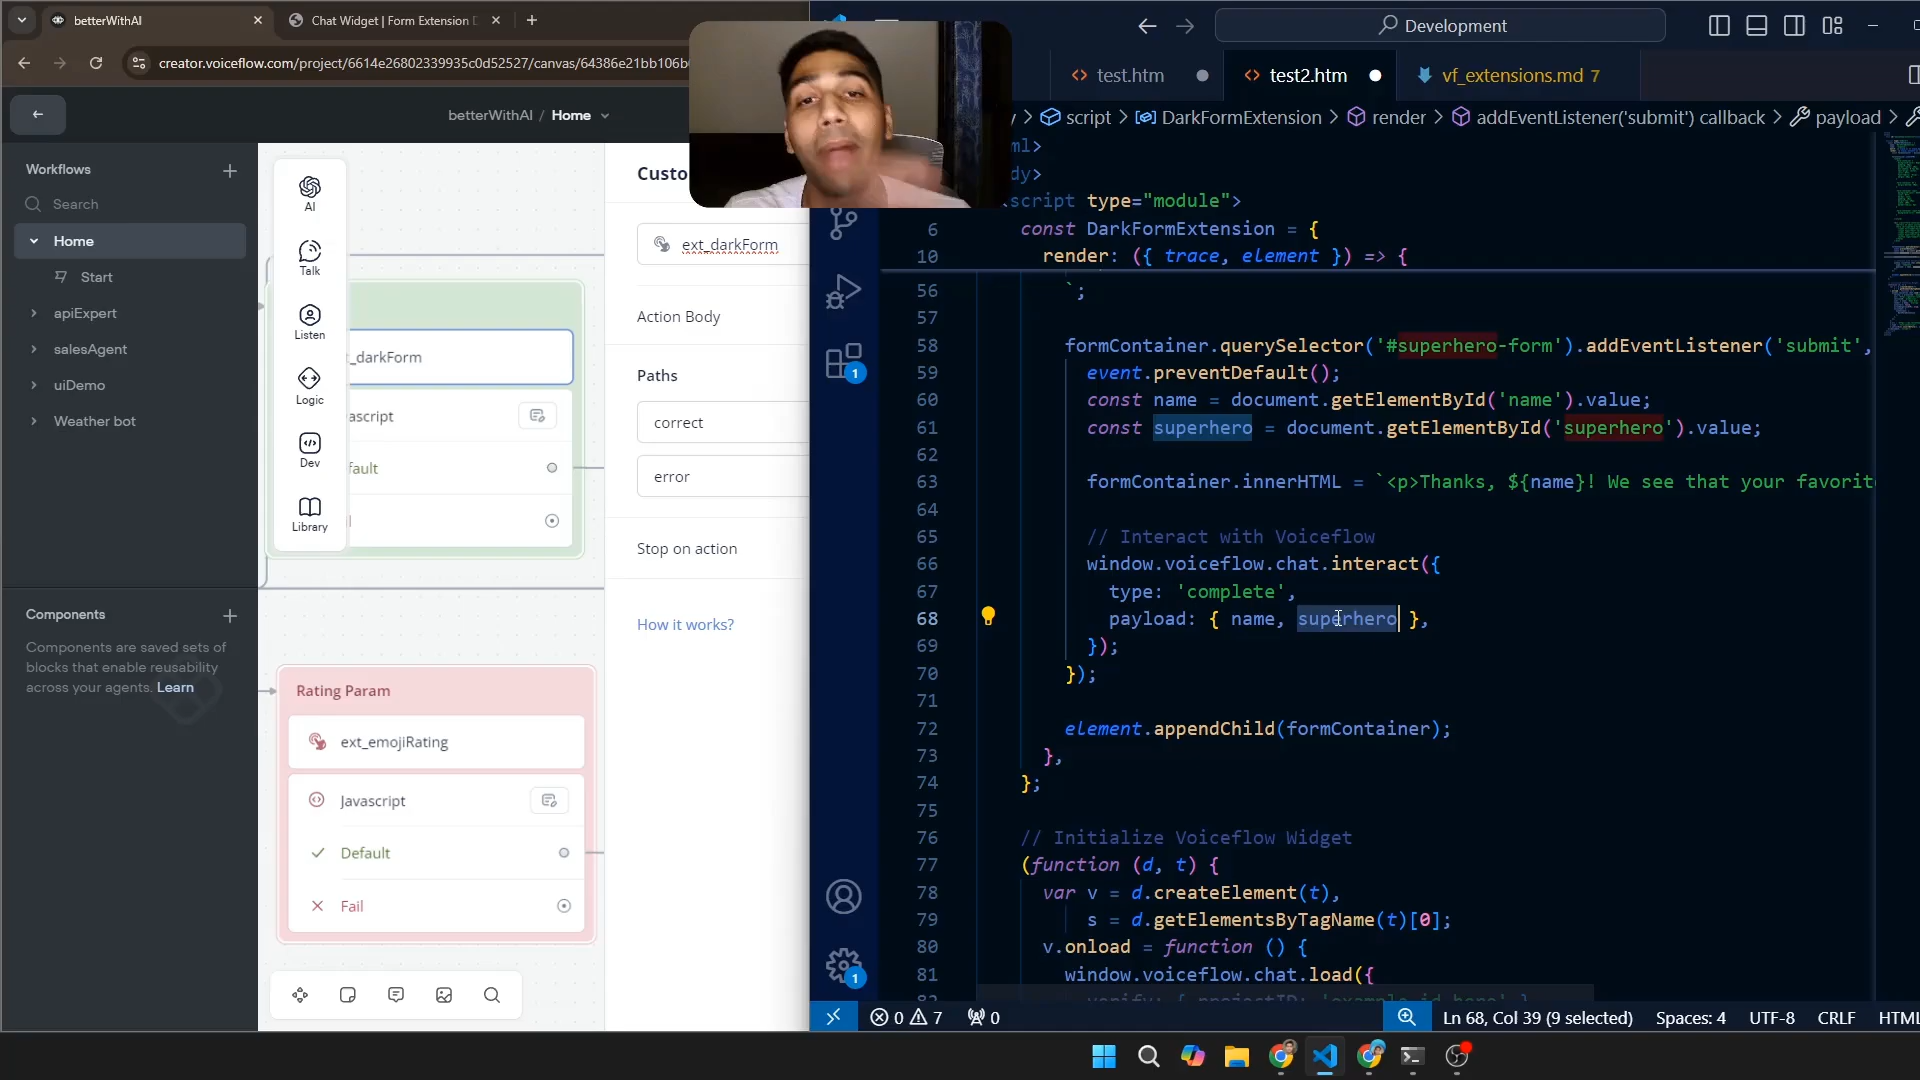 betterWithAI
Chat Widget | Form Extension
creator.voiceflow.com/project/6614e26802339935c0d52527/canvas/64386e21bb106b
betterWithAI / Home
Workflows
Search
Home
Start
apiExpert
salesAgent
uiDemo
Weather bot
Components
Components are saved sets of
blocks that enable reusability
across your agents. Learn
AI
Talk
Listen
Logic
Dev
Library
_darkForm
ascript
fault
Rating Param
ext_emojiRating
Javascript
Default
Fail
Custo
ext_darkForm
Action Body
Paths
correct
error
Stop on action
How it works?
Development
test.htm
test2.htm
vf_extensions.md 7
script > DarkFormExtension > render > addEventListener('submit') callback > payload >
ml>
dy>
script type="module">
6 const DarkFormExtension = {
10 render: ({ trace, element }) => {
56 `;
57
58 formContainer.querySelector('#superhero-form').addEventListener('submit',
59 event.preventDefault();
60 const name = document.getElementById('name').value;
61 const superhero = document.getElementById('superhero').value;
62
63 formContainer.innerHTML = `<p>Thanks, ${name}! We see that your favorit
64
65 // Interact with Voiceflow
66 window.voiceflow.chat.interact({
67 type: 'complete',
68 payload: { name, superhero },
69 });
70 });
71
72 element.appendChild(formContainer);
73 },
74 };
75
76 // Initialize Voiceflow Widget
77 (function (d, t) {
78 var v = d.createElement(t),
79 s = d.getElementsByTagName(t)[0];
80 v.onload = function () {
81 window.voiceflow.chat.load({
verify: { projectID: 'example_id_here' }
1
1
0 7 0
Ln 68, Col 39 (9 selected) Spaces: 4 UTF-8 CRLF HTML